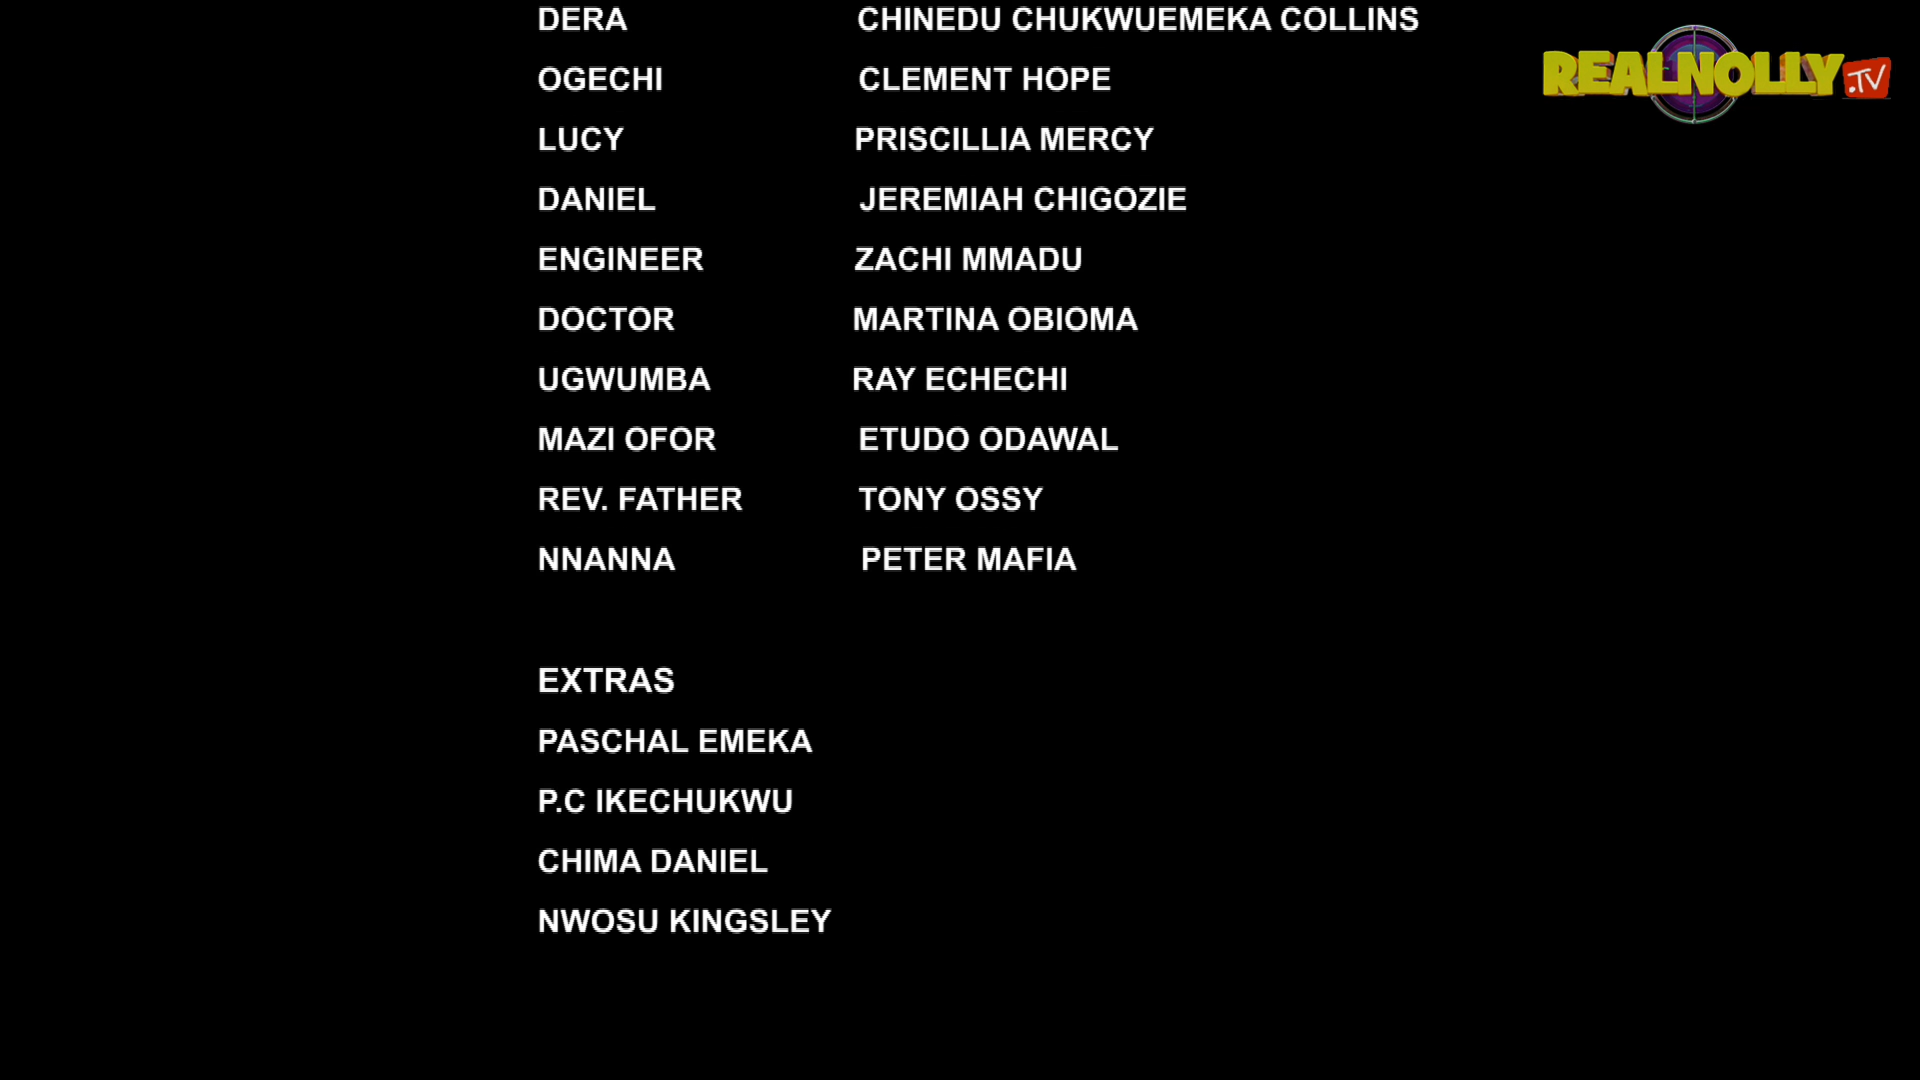 DERA CHINEDU CHUKWUEMEKA COLLINS
REALNOLLY.TV
OGECHI CLEMENT HOPE
LUCY PRISCILLIA MERCY
DANIEL JEREMIAH CHIGOZIE
ENGINEER ZACHI MMADU
DOCTOR MARTINA OBIOMA
UGWUMBA RAY ECHECHI
MAZI OFOR ETUDO ODAWAL
REV. FATHER TONY OSSY
NNANNA PETER MAFIA
EXTRAS
PASCHAL EMEKA
P.C IKECHUKWU
CHIMA DANIEL
NWOSU KINGSLEY